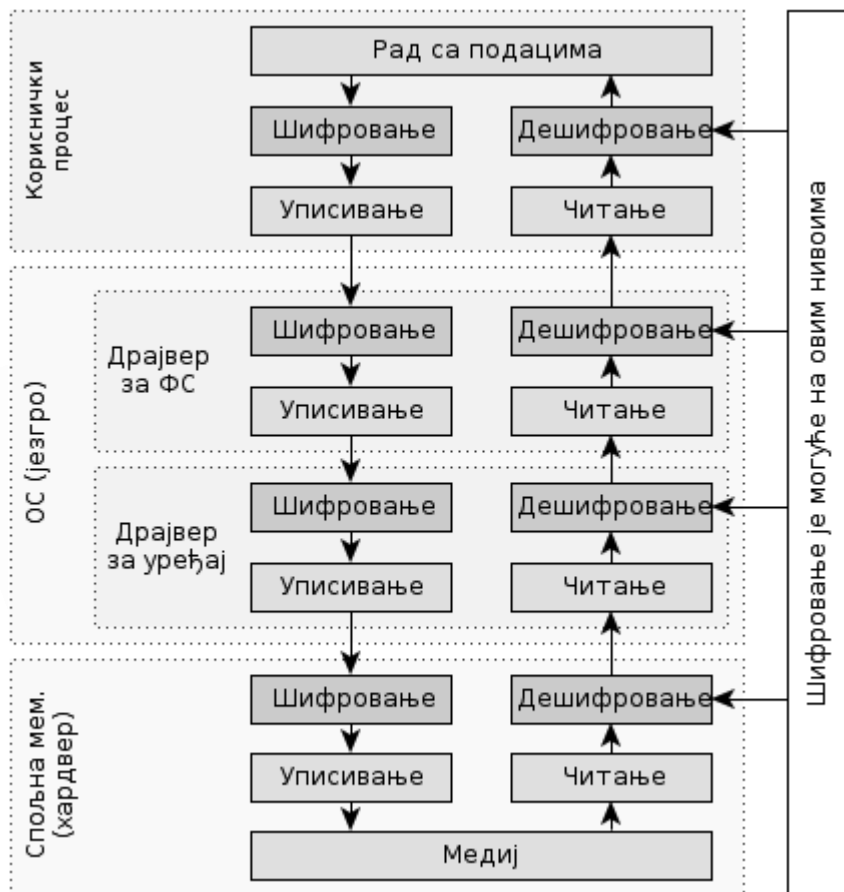 Рад са подацима
Кориснички
процес
Шифровање
Дешифровање
Уписивање
Читање
ОС (језгро)
Драјвер
за ФС
Шифровање
Дешифровање
Уписивање
Читање
Драјвер
за уређај
Шифровање
Дешифровање
Уписивање
Читање
Спољна мем.
(хардвер)
Шифровање
Дешифровање
Уписивање
Читање
Медиј
Шифровање је могуће на овим нивоима